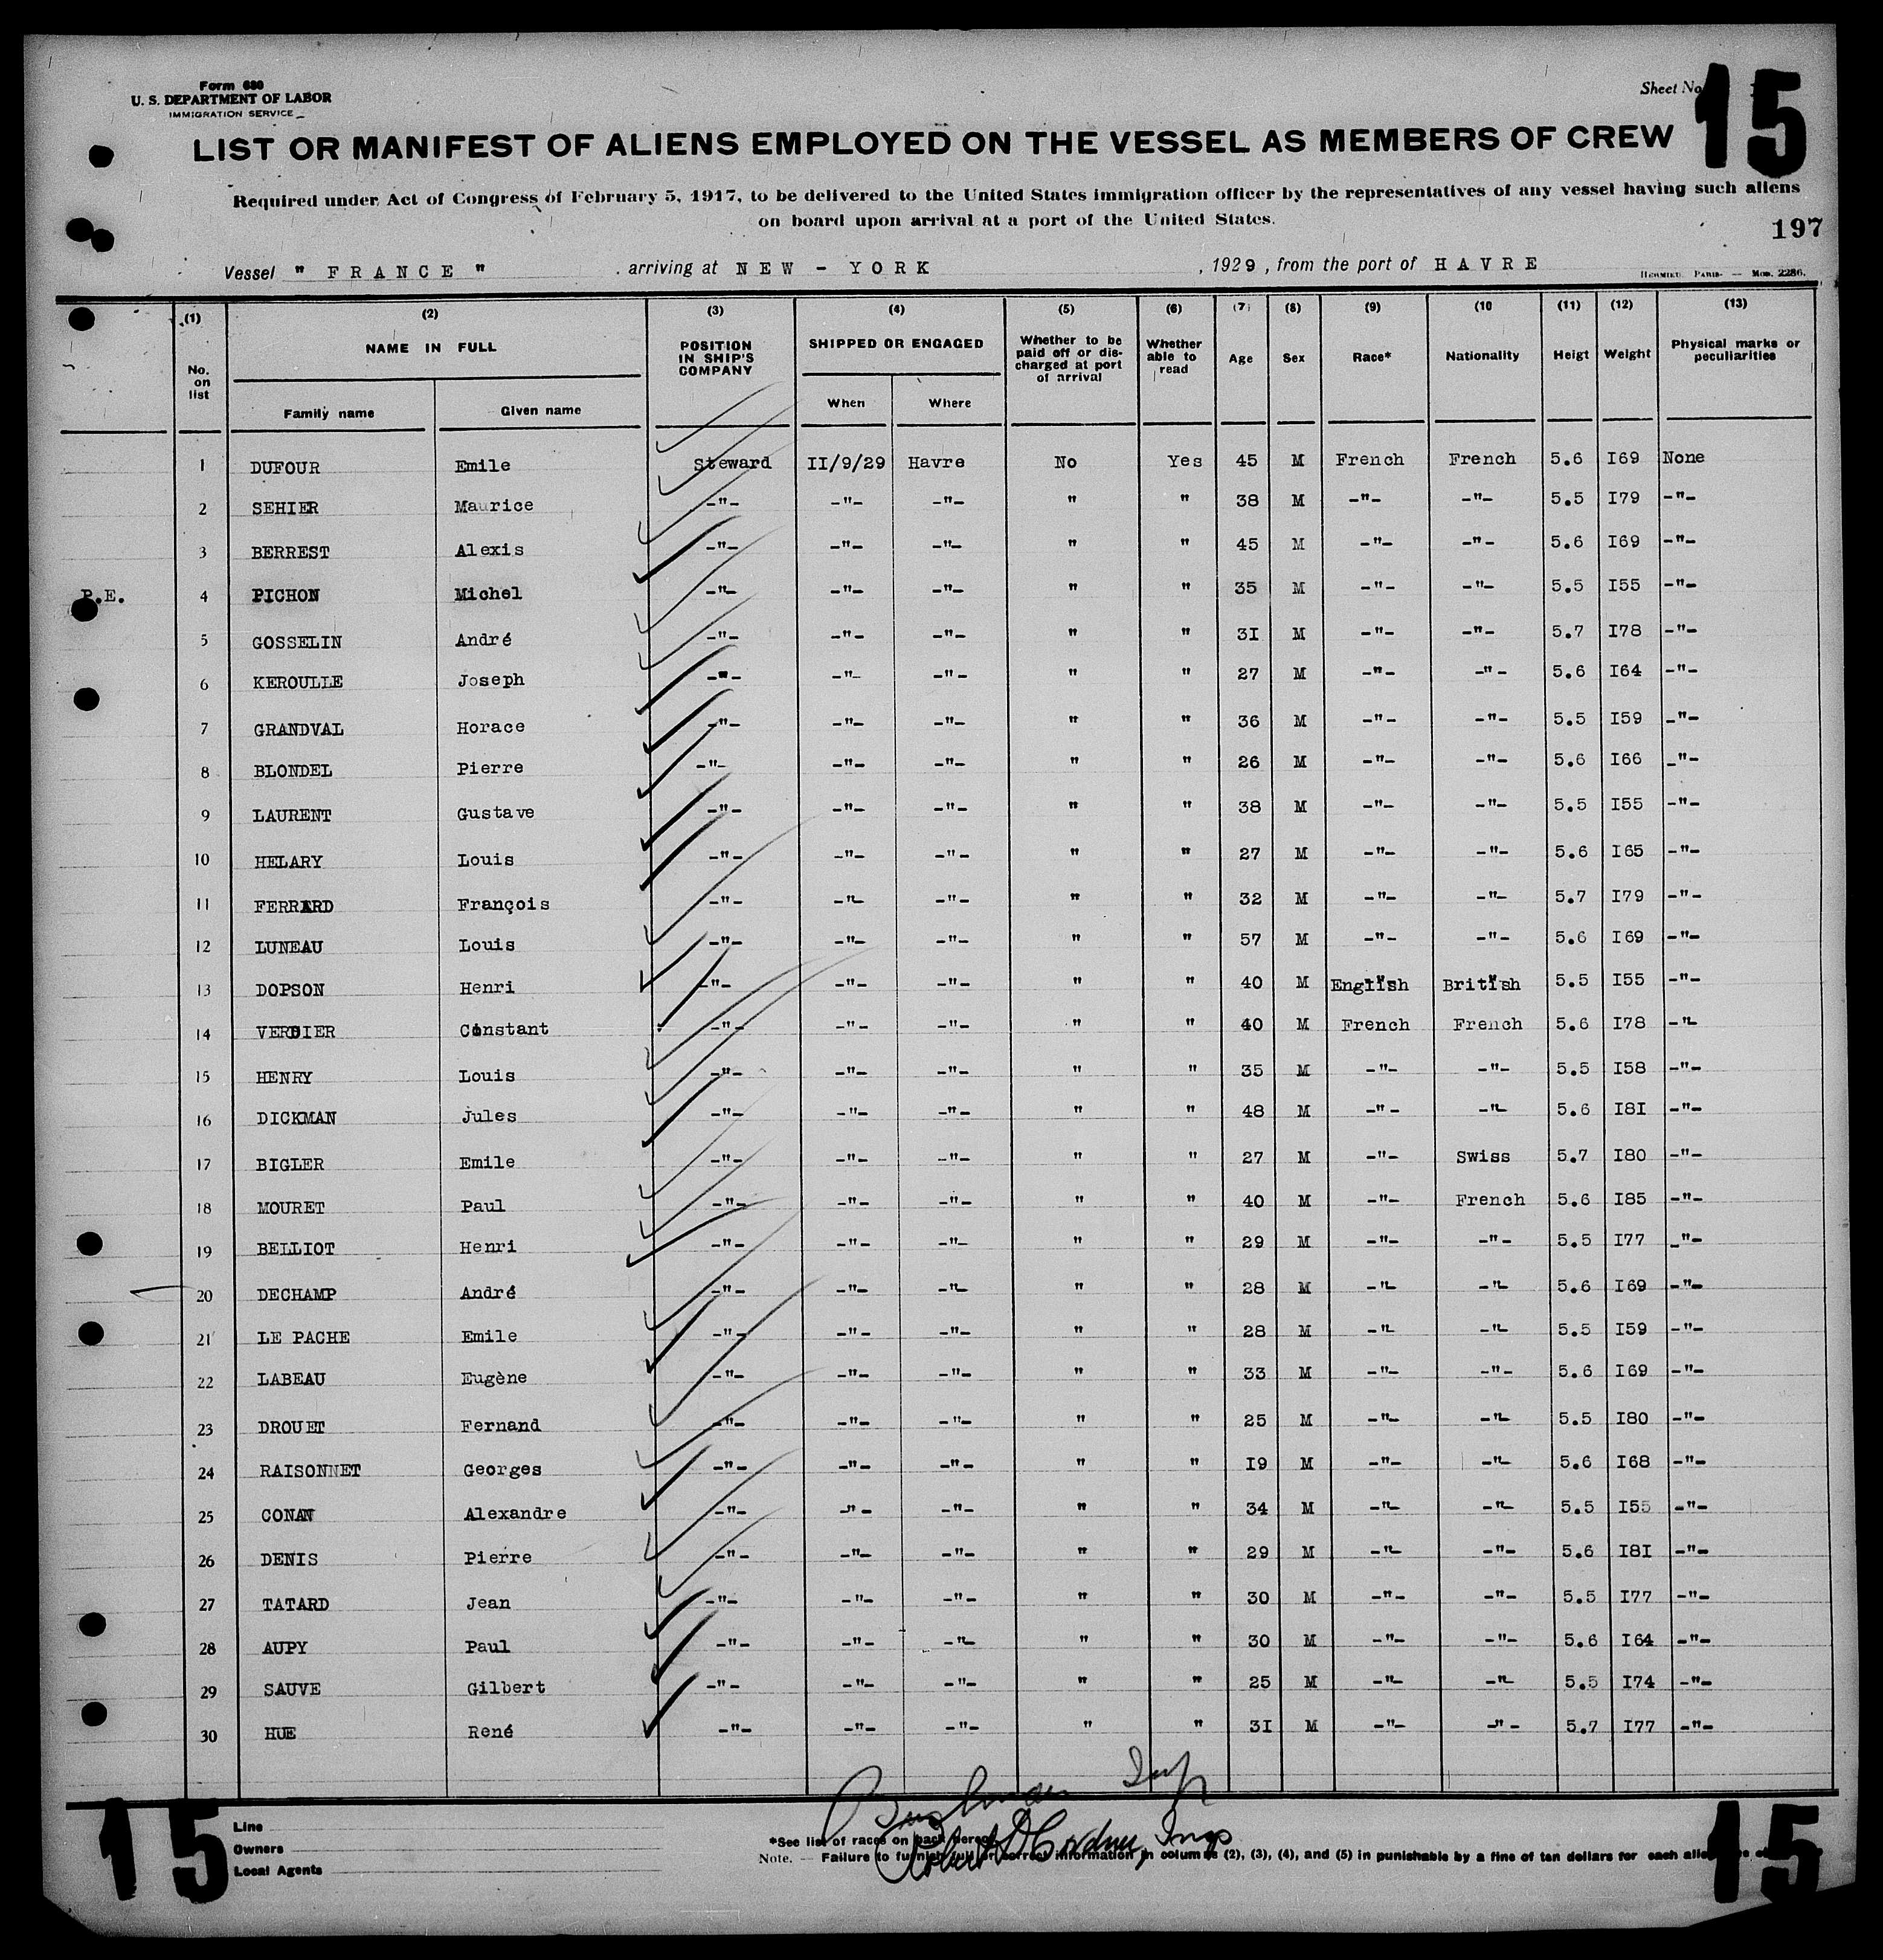 Form 680
U. S. DEPARTMENT OF LABOR
IMMIGRATION SERVICE
Sheet No
15
LIST OR MANIFEST OF ALIENS EMPLOYED ON THE VESSEL AS MEMBERS OF CREW
Required under Act of Congress of February 5, 1917, to be delivered to the United States immigration officer by the representatives of any vessel having such aliens
on board upon arrival at a port of the United States.
197
Vessel " FRANCE " arriving at NEW - YORK , 1929 , from the port of HAVRE
Paris — Mod. 2286.
(1) (2) (3) (4) (5) (6) (7) (8) (9) (10 (11) (12) (13)
No. on list NAME IN FULL Family name Given name POSITION IN SHIP'S COMPANY SHIPPED OR ENGAGED When Where Whether to be paid off or discharged at port of arrival Whether able to read Age Sex Race* Nationality Heigt Weight Physical marks or peculiarities
1 DUFOUR Emile Steward II/9/29 Havre No Yes 45 M French French 5.6 I69 None
2 SEHIER Maurice -"- -"- -"- " " 38 M -"- -"- 5.5 I79 -"-
3 BERREST Alexis -"- -"- -"- " " 45 M -"- -"- 5.6 I69 -"-
P.E. 4 PICHON Michel -"- -"- -"- " " 35 M -"- -"- 5.5 I55 -"-
5 GOSSELIN André -"- -"- -"- " " 3I M -"- -"- 5.7 I78 -"-
6 KEROULLE Joseph -"- -"- -"- " " 27 M -"- -"- 5.6 I64 -"-
7 GRANDVAL Horace -"- -"- -"- " " 36 M -"- -"- 5.5 I59 -"-
8 BLONDEL Pierre -"- -"- -"- " " 26 M -"- -"- 5.6 I66 -"-
9 LAURENT Gustave -"- -"- -"- " " 38 M -"- -"- 5.5 I55 -"-
10 HELARY Louis -"- -"- -"- " " 27 M -"- -"- 5.6 I65 -"-
11 FERRARD François -"- -"- -"- " " 32 M -"- -"- 5.7 I79 -"-
12 LUNEAU Louis -"- -"- -"- " " 57 M -"- -"- 5.6 I69 -"-
13 DOPSON Henri -"- -"- -"- " " 40 M English British 5.5 I55 -"-
14 VERDIER Constant -"- -"- -"- " " 40 M French French 5.6 I78 -"-
15 HENRY Louis -"- -"- -"- " " 35 M -"- -"- 5.5 I58 -"-
16 DICKMAN Jules -"- -"- -"- " " 48 M -"- -"- 5.6 I8I -"-
17 BIGLER Emile -"- -"- -"- " " 27 M -"- Swiss 5.7 I80 -"-
18 MOURET Paul -"- -"- -"- " " 40 M -"- French 5.6 I85 -"-
19 BELLIOT Henri -"- -"- -"- " " 29 M -"- -"- 5.5 I77 -"-
20 DECHAMP André -"- -"- -"- " " 28 M -"- -"- 5.6 I69 -"-
21 LE PACHE Emile -"- -"- -"- " " 28 M -"- -"- 5.5 I59 -"-
22 LABEAU Eugène -"- -"- -"- " " 33 M -"- -"- 5.6 I69 -"-
23 DROUET Fernand -"- -"- -"- " " 25 M -"- -"- 5.5 I80 -"-
24 RAISONNET Georges -"- -"- -"- " " I9 M -"- -"- 5.6 I68 -"-
25 CONAN Alexandre -"- -"- -"- " " 34 M -"- -"- 5.5 I55 -"-
26 DENIS Pierre -"- -"- -"- " " 29 M -"- -"- 5.6 I8I -"-
27 TATARD Jean -"- -"- -"- " " 30 M -"- -"- 5.5 I77 -"-
28 AUPY Paul -"- -"- -"- " " 30 M -"- -"- 5.6 I64 -"-
29 SAUVE Gilbert -"- -"- -"- " " 25 M -"- -"- 5.5 I74 -"-
30 HUE René -"- -"- -"- " " 3I M -"- -"- 5.7 I77 -"-
15
Line
Owners
Local Agents
*See list of races on back hereof
Robert D Cordner, Insp
Note. — Failure to furnish full or correct information in columns (2), (3), (4), and (5) in punishable by a fine of ten dollars for each
15